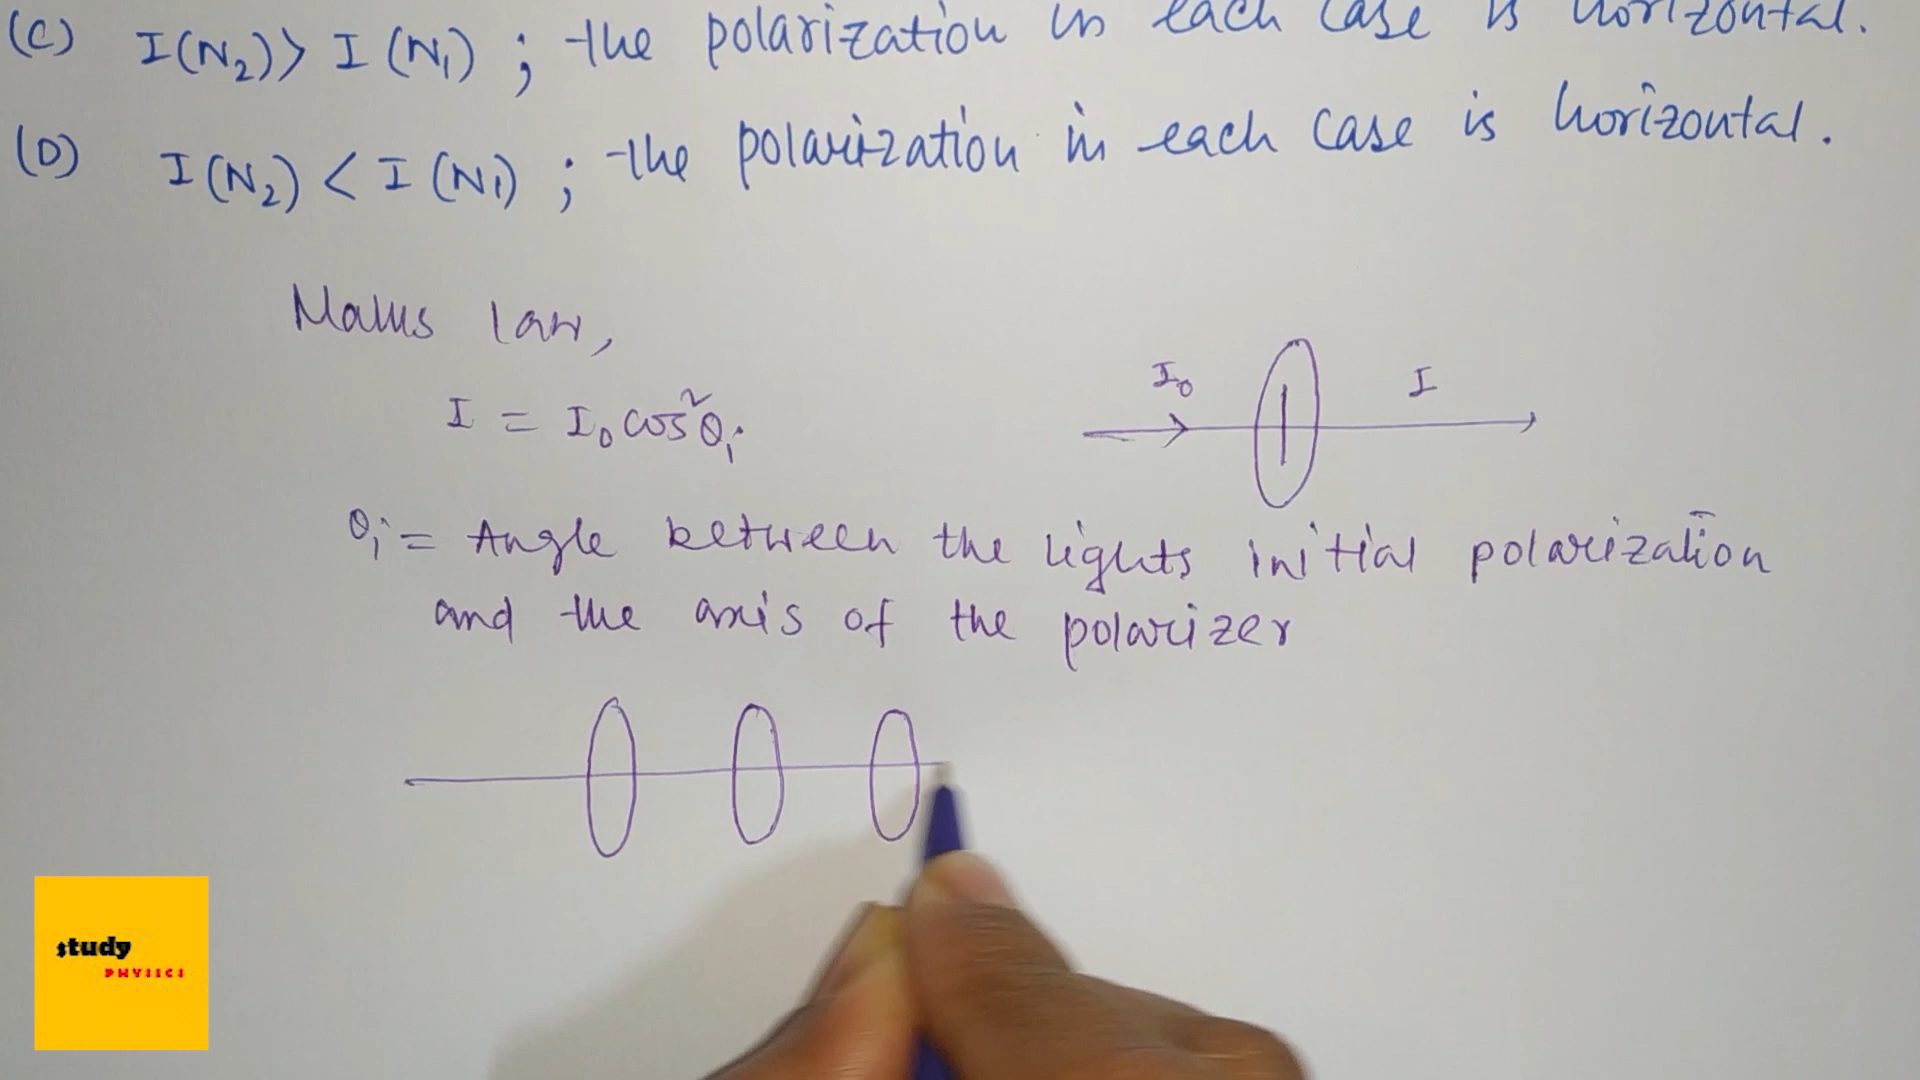 (C) I(N₂) > I(N₁) ; the polarization in each case is horizontal.
(D) I(N₂) < I(N₁) ; the polarization in each case is horizontal.
Malus law,
I = I₀ cos²θᵢ
I₀ I
θᵢ = Angle between the lights initial polarization
and the axis of the polarizer
study
PHYSICS